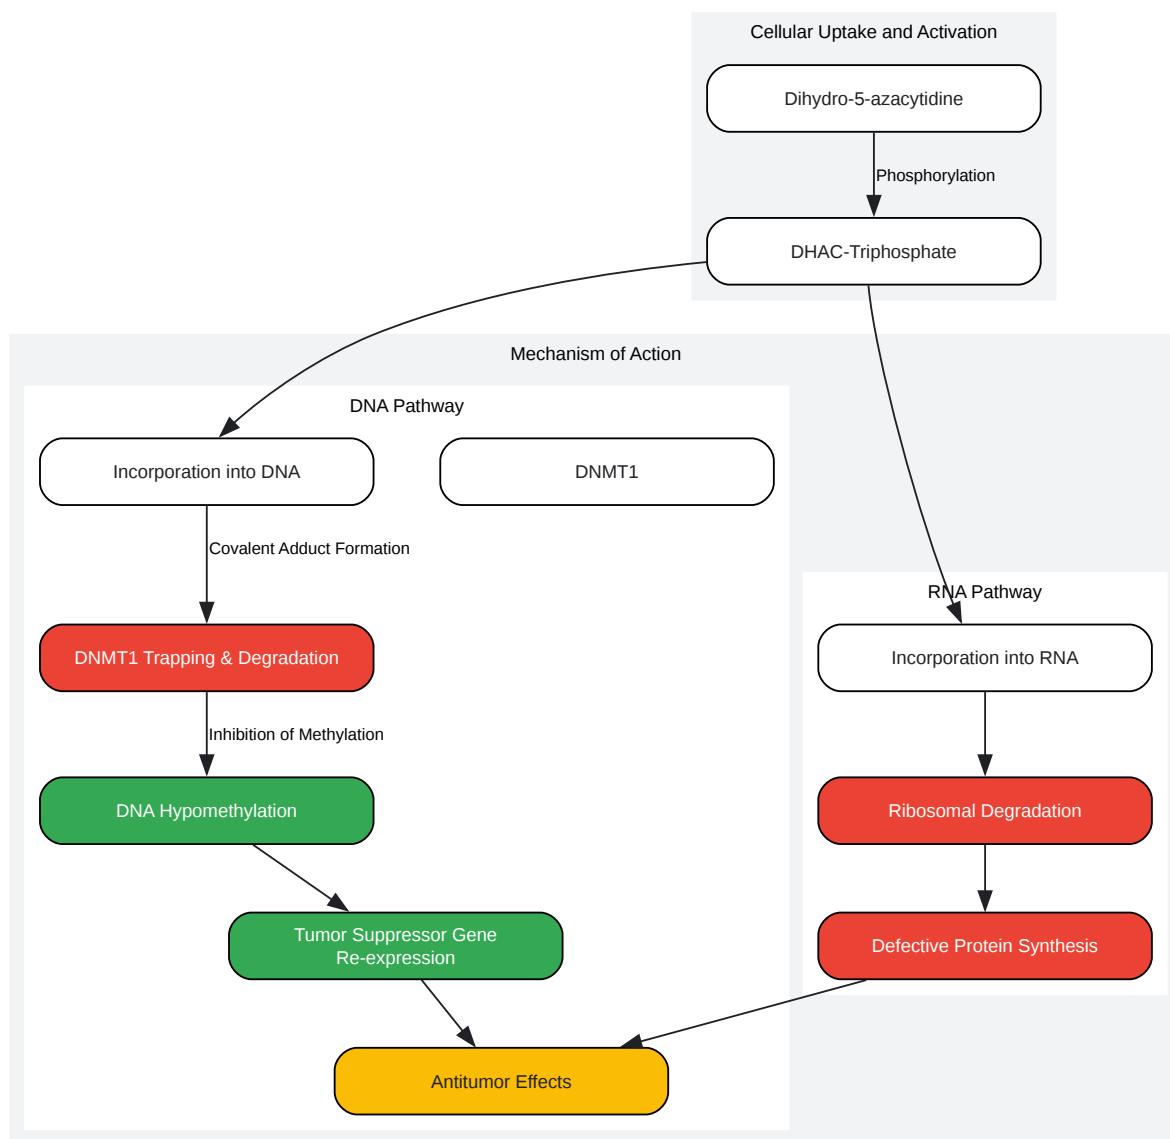 Cellular Uptake and Activation
Dihydro-5-azacytidine
Phosphorylation
DHAC-Triphosphate
Mechanism of Action
DNA Pathway
Incorporation into DNA
DNMT1
Covalent Adduct Formation
DNMT1 Trapping & Degradation
Inhibition of Methylation
DNA Hypomethylation
Tumor Suppressor Gene
Re-expression
RNA Pathway
Incorporation into RNA
Ribosomal Degradation
Defective Protein Synthesis
Antitumor Effects